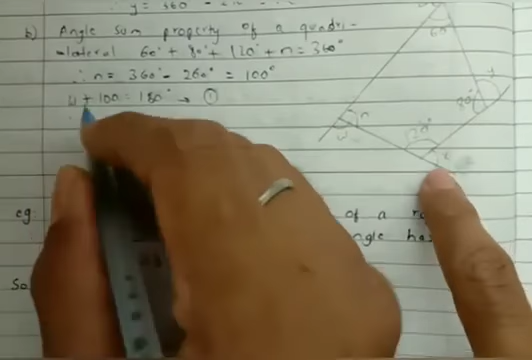 b) Angle sum property of a quadri-
lateral 60° + 80° + 120° + n = 360°
∴ n = 360° - 260° = 100°
w + 100 = 180° → ①
eg:
of a
ngle ha
So
60
80°
120°
n
w
x
y